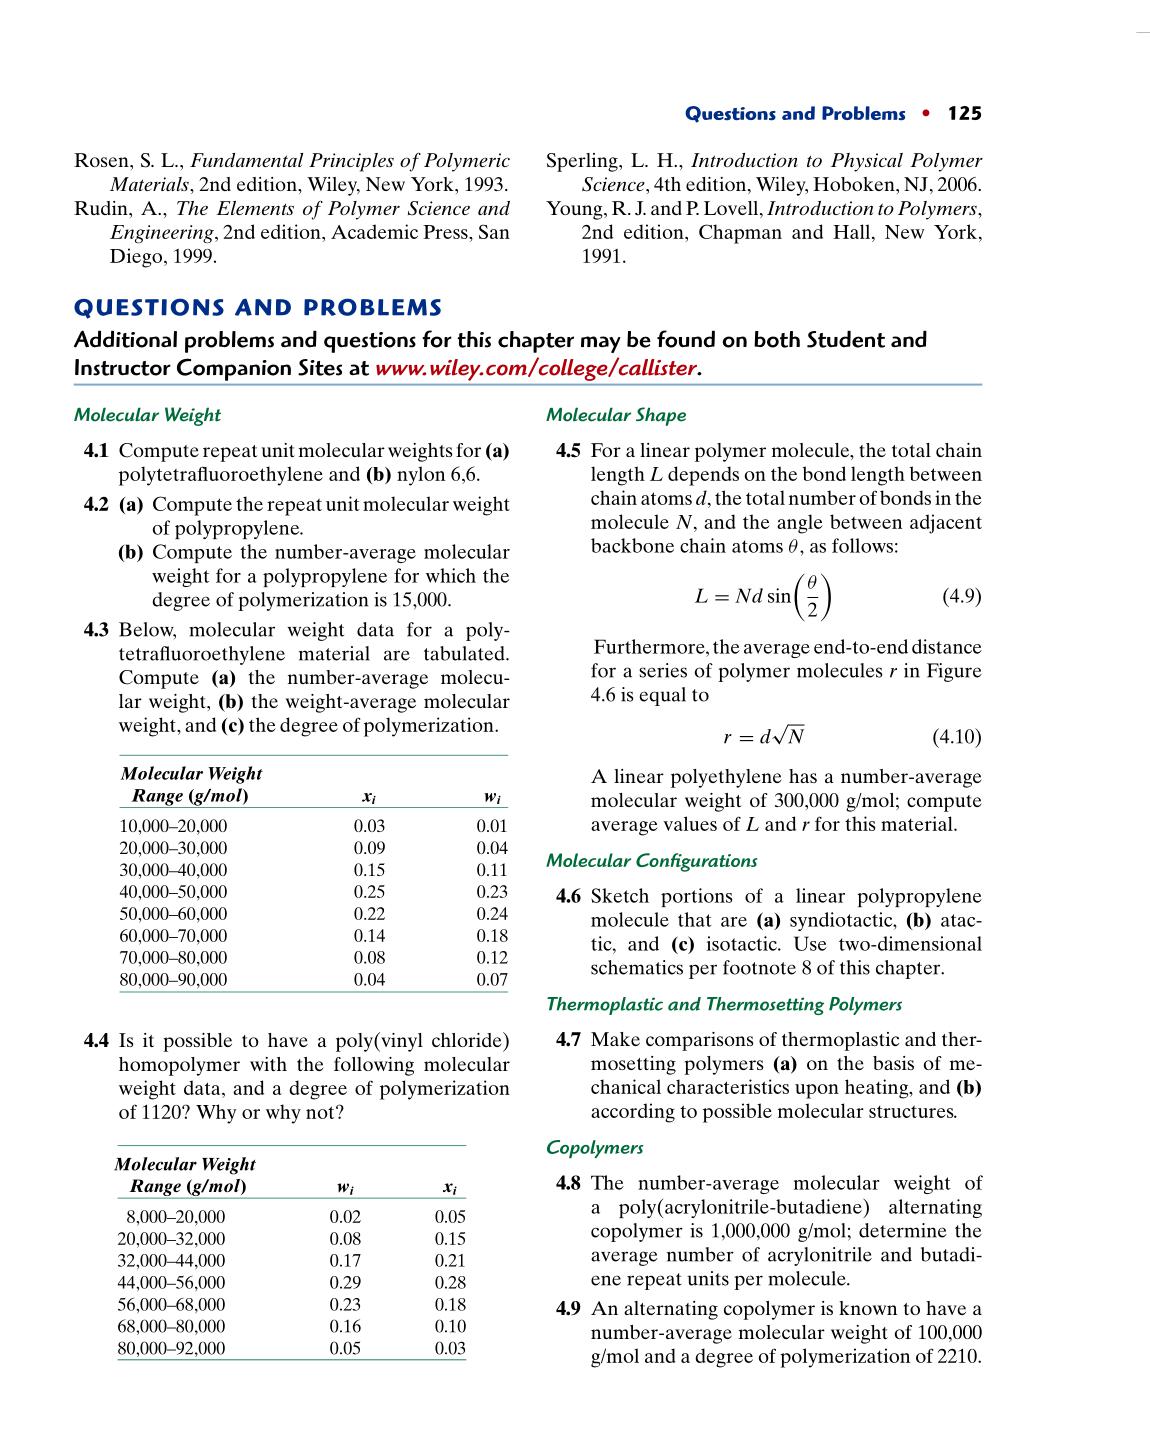 Questions and Problems • 125
Rosen, S. L., Fundamental Principles of Polymeric
Materials, 2nd edition, Wiley, New York, 1993.
Rudin, A., The Elements of Polymer Science and
Engineering, 2nd edition, Academic Press, San
Diego, 1999.
Sperling, L. H., Introduction to Physical Polymer
Science, 4th edition, Wiley, Hoboken, NJ, 2006.
Young, R. J. and P. Lovell, Introduction to Polymers,
2nd edition, Chapman and Hall, New York,
1991.
QUESTIONS AND PROBLEMS
Additional problems and questions for this chapter may be found on both Student and
Instructor Companion Sites at www.wiley.com/college/callister.
Molecular Weight
4.1 Compute repeat unit molecular weights for (a)
polytetrafluoroethylene and (b) nylon 6,6.
4.2 (a) Compute the repeat unit molecular weight
of polypropylene.
(b) Compute the number-average molecular
weight for a polypropylene for which the
degree of polymerization is 15,000.
4.3 Below, molecular weight data for a poly-
tetrafluoroethylene material are tabulated.
Compute (a) the number-average molecu-
lar weight, (b) the weight-average molecular
weight, and (c) the degree of polymerization.
Molecular Weight
Range (g/mol) xi wi
10,000–20,000 0.03 0.01
20,000–30,000 0.09 0.04
30,000–40,000 0.15 0.11
40,000–50,000 0.25 0.23
50,000–60,000 0.22 0.24
60,000–70,000 0.14 0.18
70,000–80,000 0.08 0.12
80,000–90,000 0.04 0.07
4.4 Is it possible to have a poly(vinyl chloride)
homopolymer with the following molecular
weight data, and a degree of polymerization
of 1120? Why or why not?
Molecular Weight
Range (g/mol) wi xi
8,000–20,000 0.02 0.05
20,000–32,000 0.08 0.15
32,000–44,000 0.17 0.21
44,000–56,000 0.29 0.28
56,000–68,000 0.23 0.18
68,000–80,000 0.16 0.10
80,000–92,000 0.05 0.03
Molecular Shape
4.5 For a linear polymer molecule, the total chain
length L depends on the bond length between
chain atoms d, the total number of bonds in the
molecule N, and the angle between adjacent
backbone chain atoms θ, as follows:
L = Nd sin(θ/2) (4.9)
Furthermore, the average end-to-end distance
for a series of polymer molecules r in Figure
4.6 is equal to
r = d√N (4.10)
A linear polyethylene has a number-average
molecular weight of 300,000 g/mol; compute
average values of L and r for this material.
Molecular Configurations
4.6 Sketch portions of a linear polypropylene
molecule that are (a) syndiotactic, (b) atac-
tic, and (c) isotactic. Use two-dimensional
schematics per footnote 8 of this chapter.
Thermoplastic and Thermosetting Polymers
4.7 Make comparisons of thermoplastic and ther-
mosetting polymers (a) on the basis of me-
chanical characteristics upon heating, and (b)
according to possible molecular structures.
Copolymers
4.8 The number-average molecular weight of
a poly(acrylonitrile-butadiene) alternating
copolymer is 1,000,000 g/mol; determine the
average number of acrylonitrile and butadi-
ene repeat units per molecule.
4.9 An alternating copolymer is known to have a
number-average molecular weight of 100,000
g/mol and a degree of polymerization of 2210.